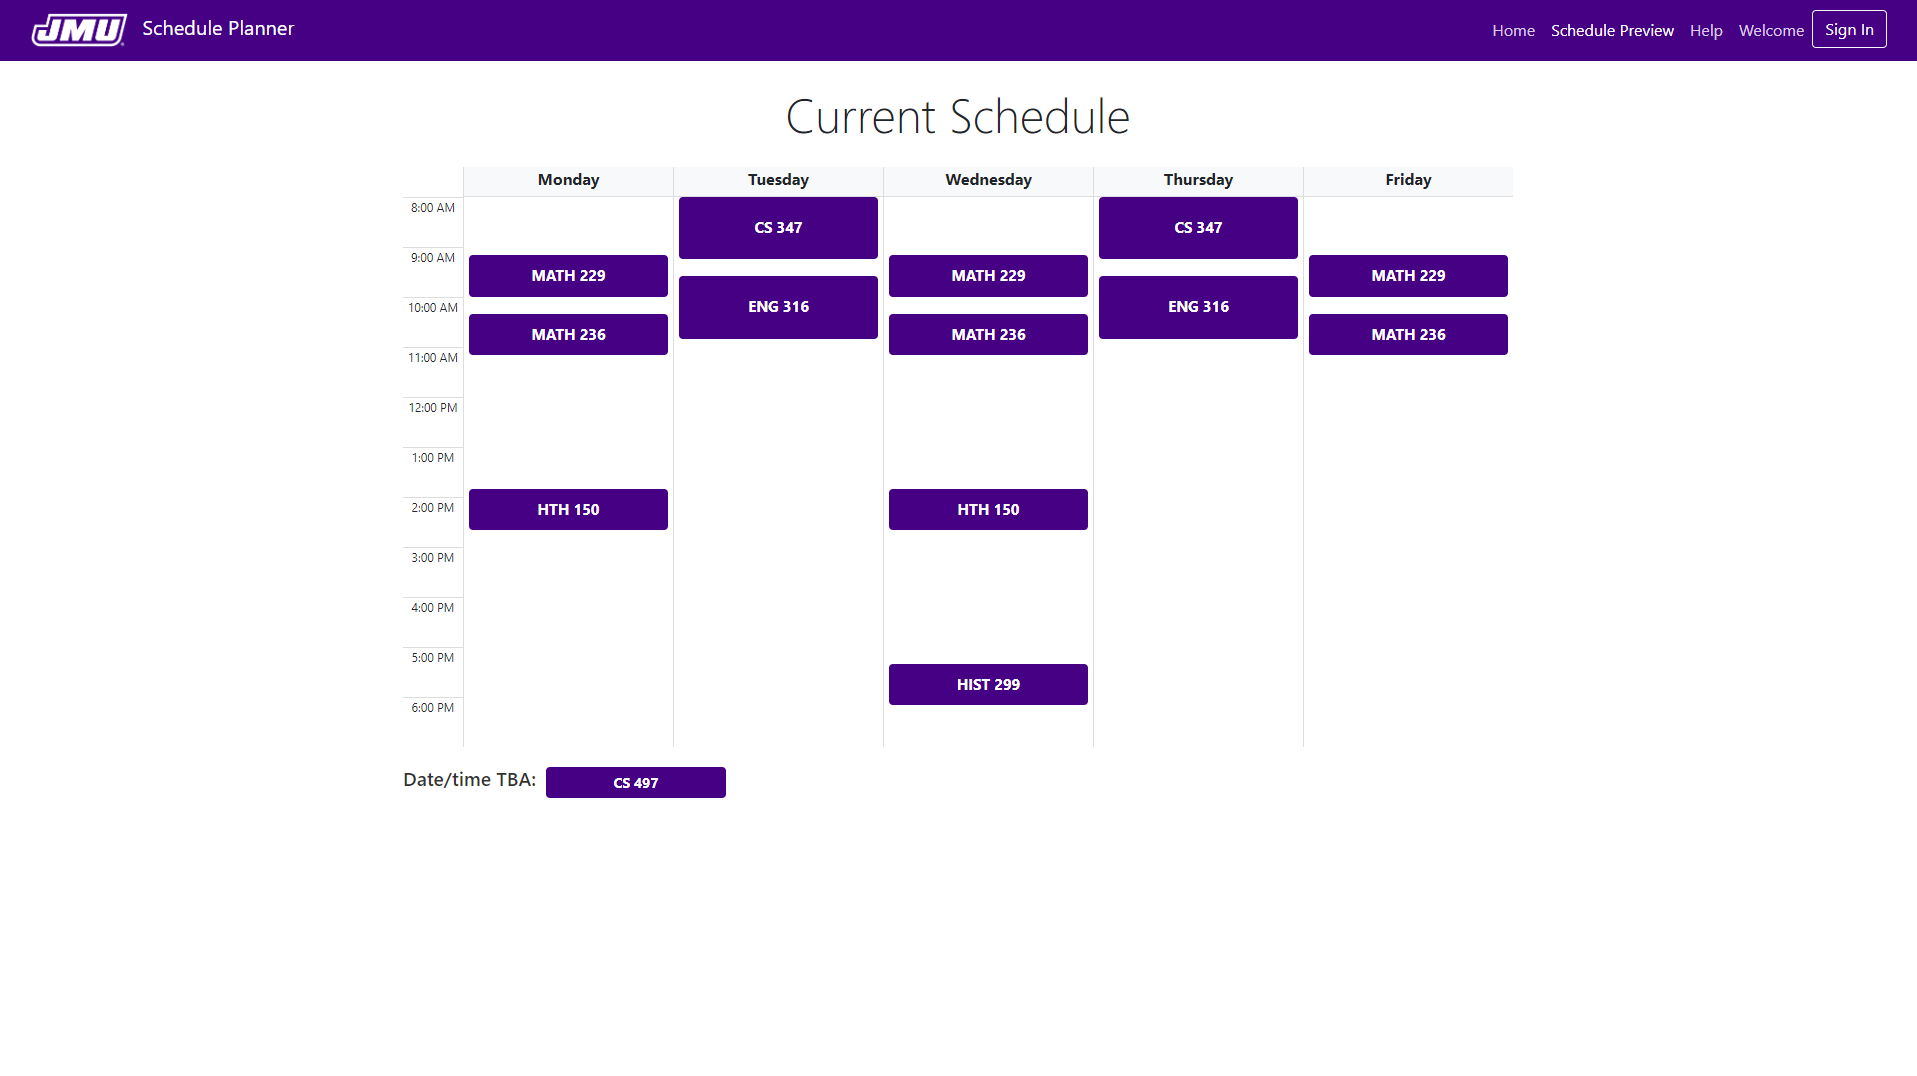 JMU Schedule Planner Home Schedule Preview Help Welcome Sign In
Current Schedule
Monday Tuesday Wednesday Thursday Friday
8:00 AM
CS 347 CS 347
9:00 AM
MATH 229 MATH 229 MATH 229
ENG 316 ENG 316
10:00 AM
MATH 236 MATH 236 MATH 236
11:00 AM
12:00 PM
1:00 PM
2:00 PM
HTH 150 HTH 150
3:00 PM
4:00 PM
5:00 PM
HIST 299
6:00 PM
Date/time TBA: CS 497